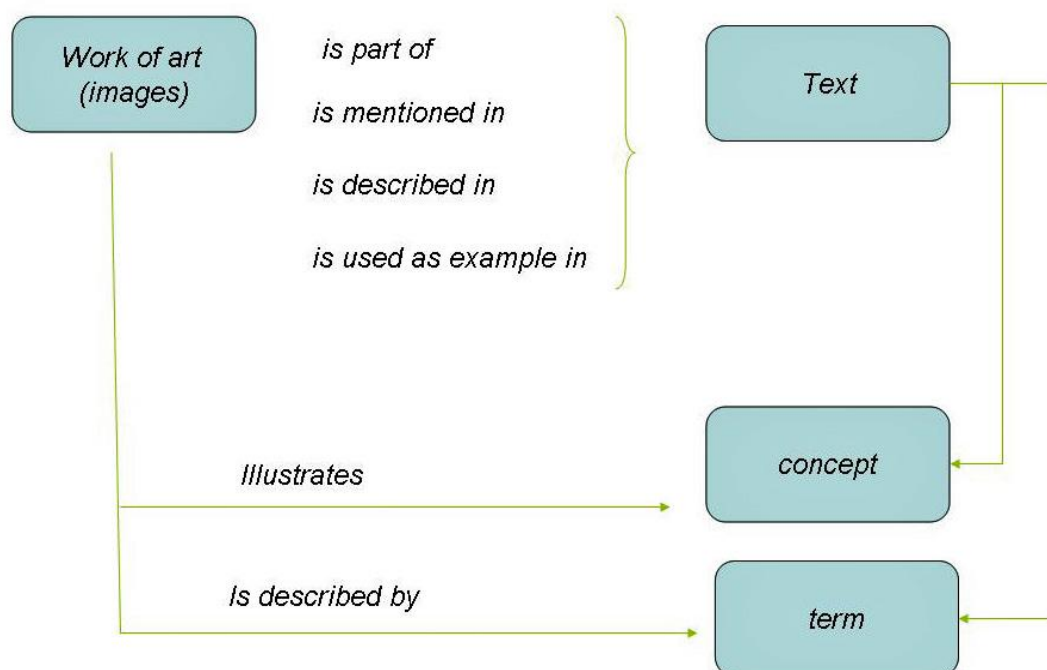 Work of art
(images)
is part of
is mentioned in
is described in
is used as example in
Text
Illustrates
concept
Is described by
term